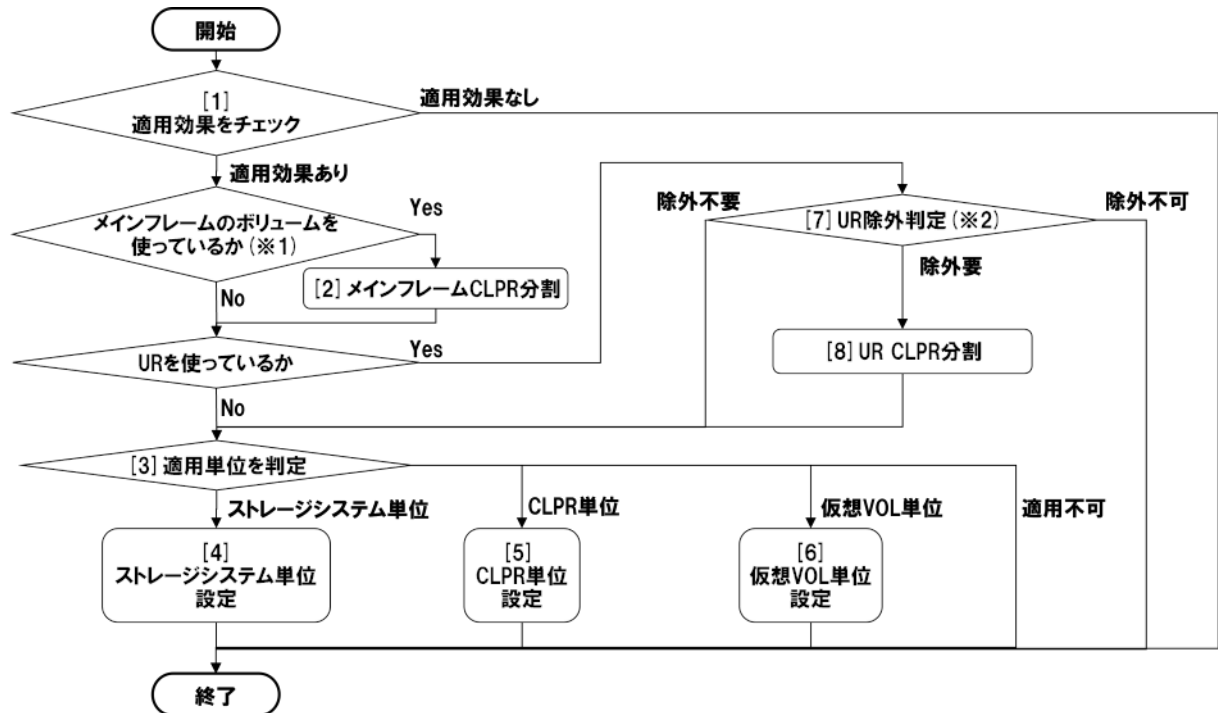 開始
[1]
適用効果をチェック
適用効果なし
適用効果あり
メインフレームのボリュームを
使っているか(※1)
Yes
[2] メインフレームCLPR分割
No
URを使っているか
Yes
No
[7] UR除外判定(※2)
除外不要
除外不可
除外要
[8] UR CLPR分割
[3] 適用単位を判定
ストレージシステム単位
CLPR単位
仮想VOL単位
適用不可
[4]
ストレージシステム単位
設定
[5]
CLPR単位
設定
[6]
仮想VOL単位
設定
終了